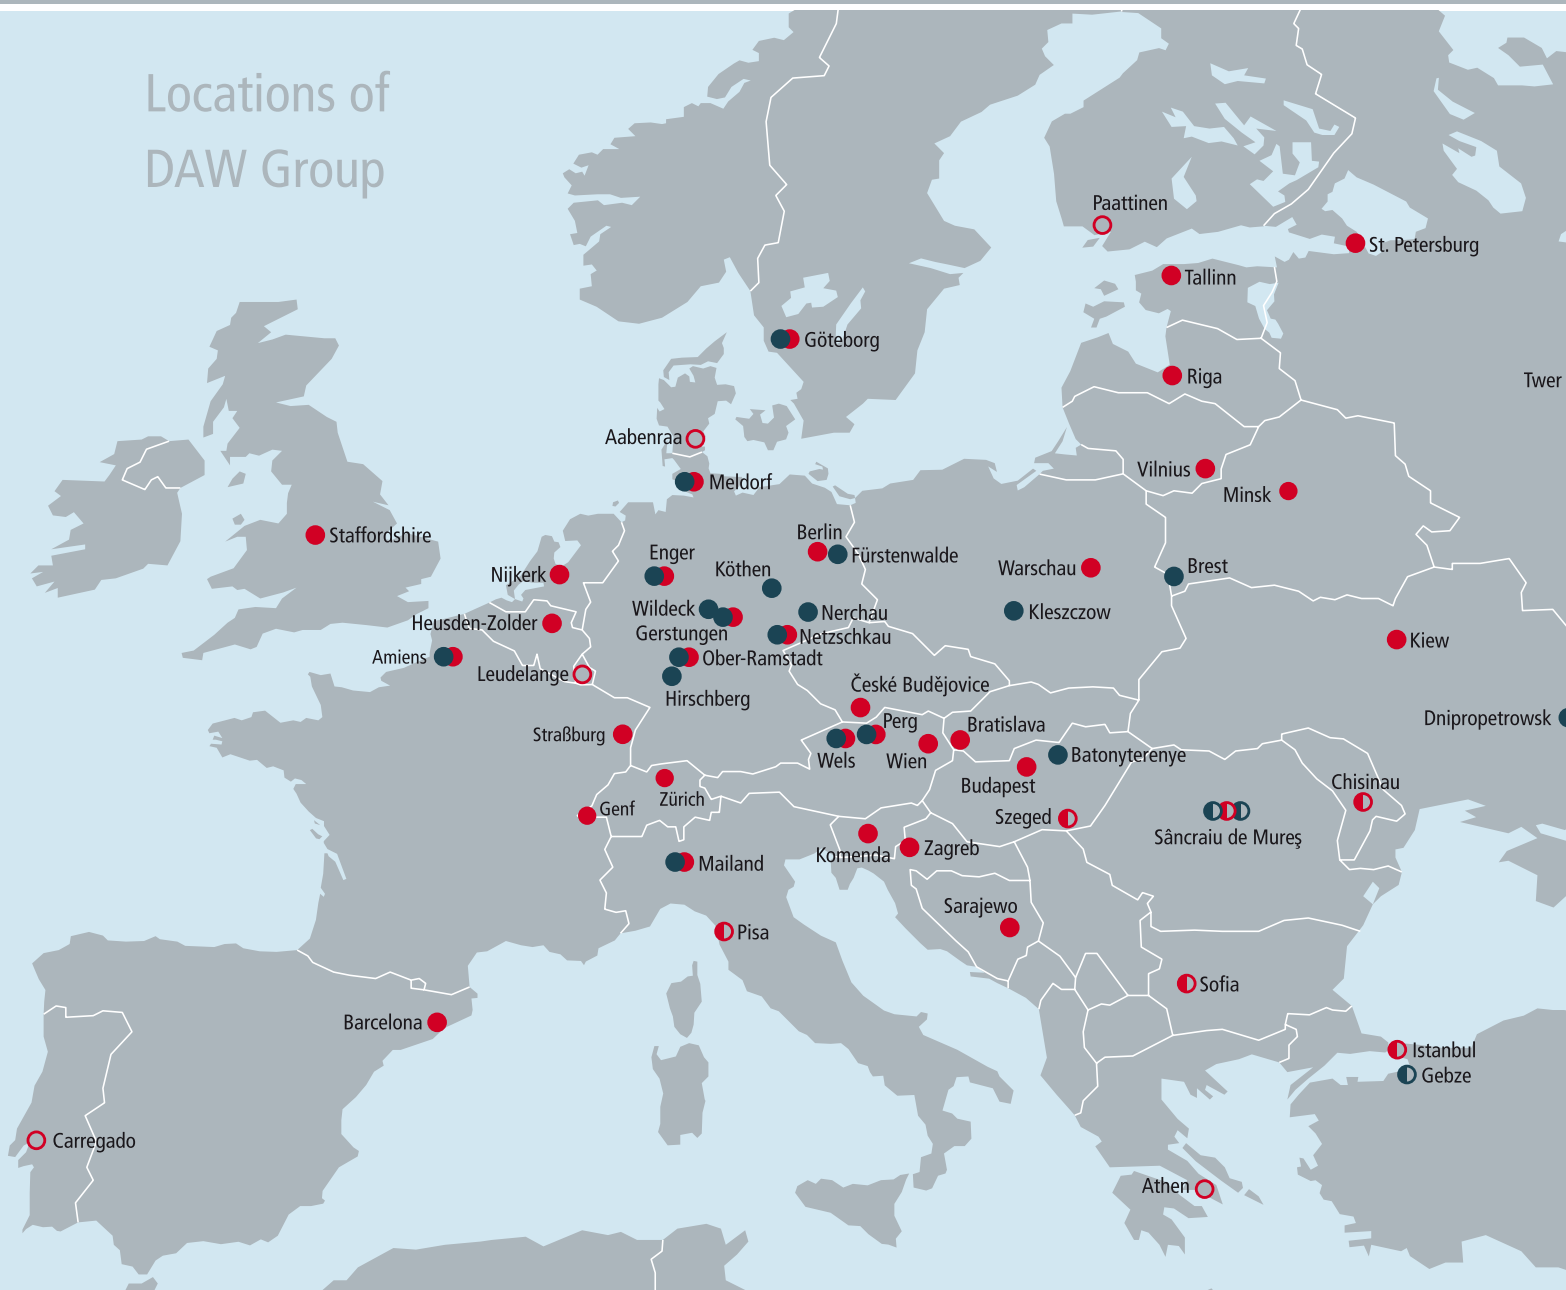 Locations of
DAW Group
Paattinen
St. Petersburg
Tallinn
Göteborg
Riga
Twer
Aabenraa
Vilnius
Meldorf
Minsk
Staffordshire
Berlin
Enger
Fürstenwalde
Nijkerk
Köthen
Warschau
Brest
Wildeck
Nerchau
Kleszczow
Heusden-Zolder
Gerstungen
Netzschkau
Kiew
Amiens
Ober-Ramstadt
Leudelange
České Budějovice
Hirschberg
Dnipropetrowsk
Perg
Bratislava
Straßburg
Wels
Wien
Batonyterenye
Chisinau
Budapest
Zürich
Genf
Szeged
Sâncraiu de Mureş
Komenda
Zagreb
Mailand
Sarajewo
Pisa
Sofia
Barcelona
Istanbul
Gebze
Carregado
Athen